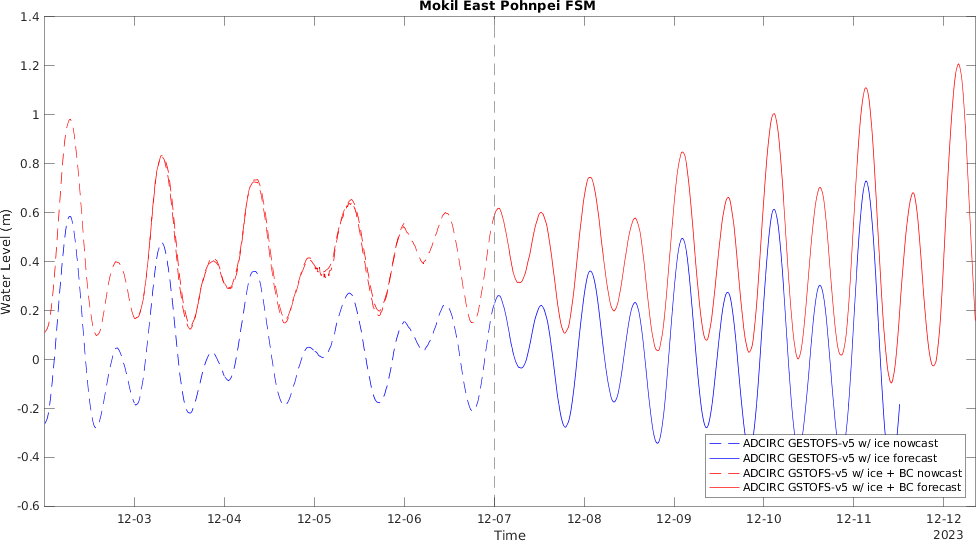 Mokil East Pohnpei FSM
1.4
1.2
1
0.8
0.6
0.4
0.2
0
-0.2
-0.4
-0.6
Water Level (m)
ADCIRC GESTOFS-v5 w/ ice nowcast
ADCIRC GESTOFS-v5 w/ ice forecast
ADCIRC GSTOFS-v5 w/ ice + BC nowcast
ADCIRC GSTOFS-v5 w/ ice + BC forecast
12-03 12-04 12-05 12-06 12-07 12-08 12-09 12-10 12-11 12-12
Time 2023